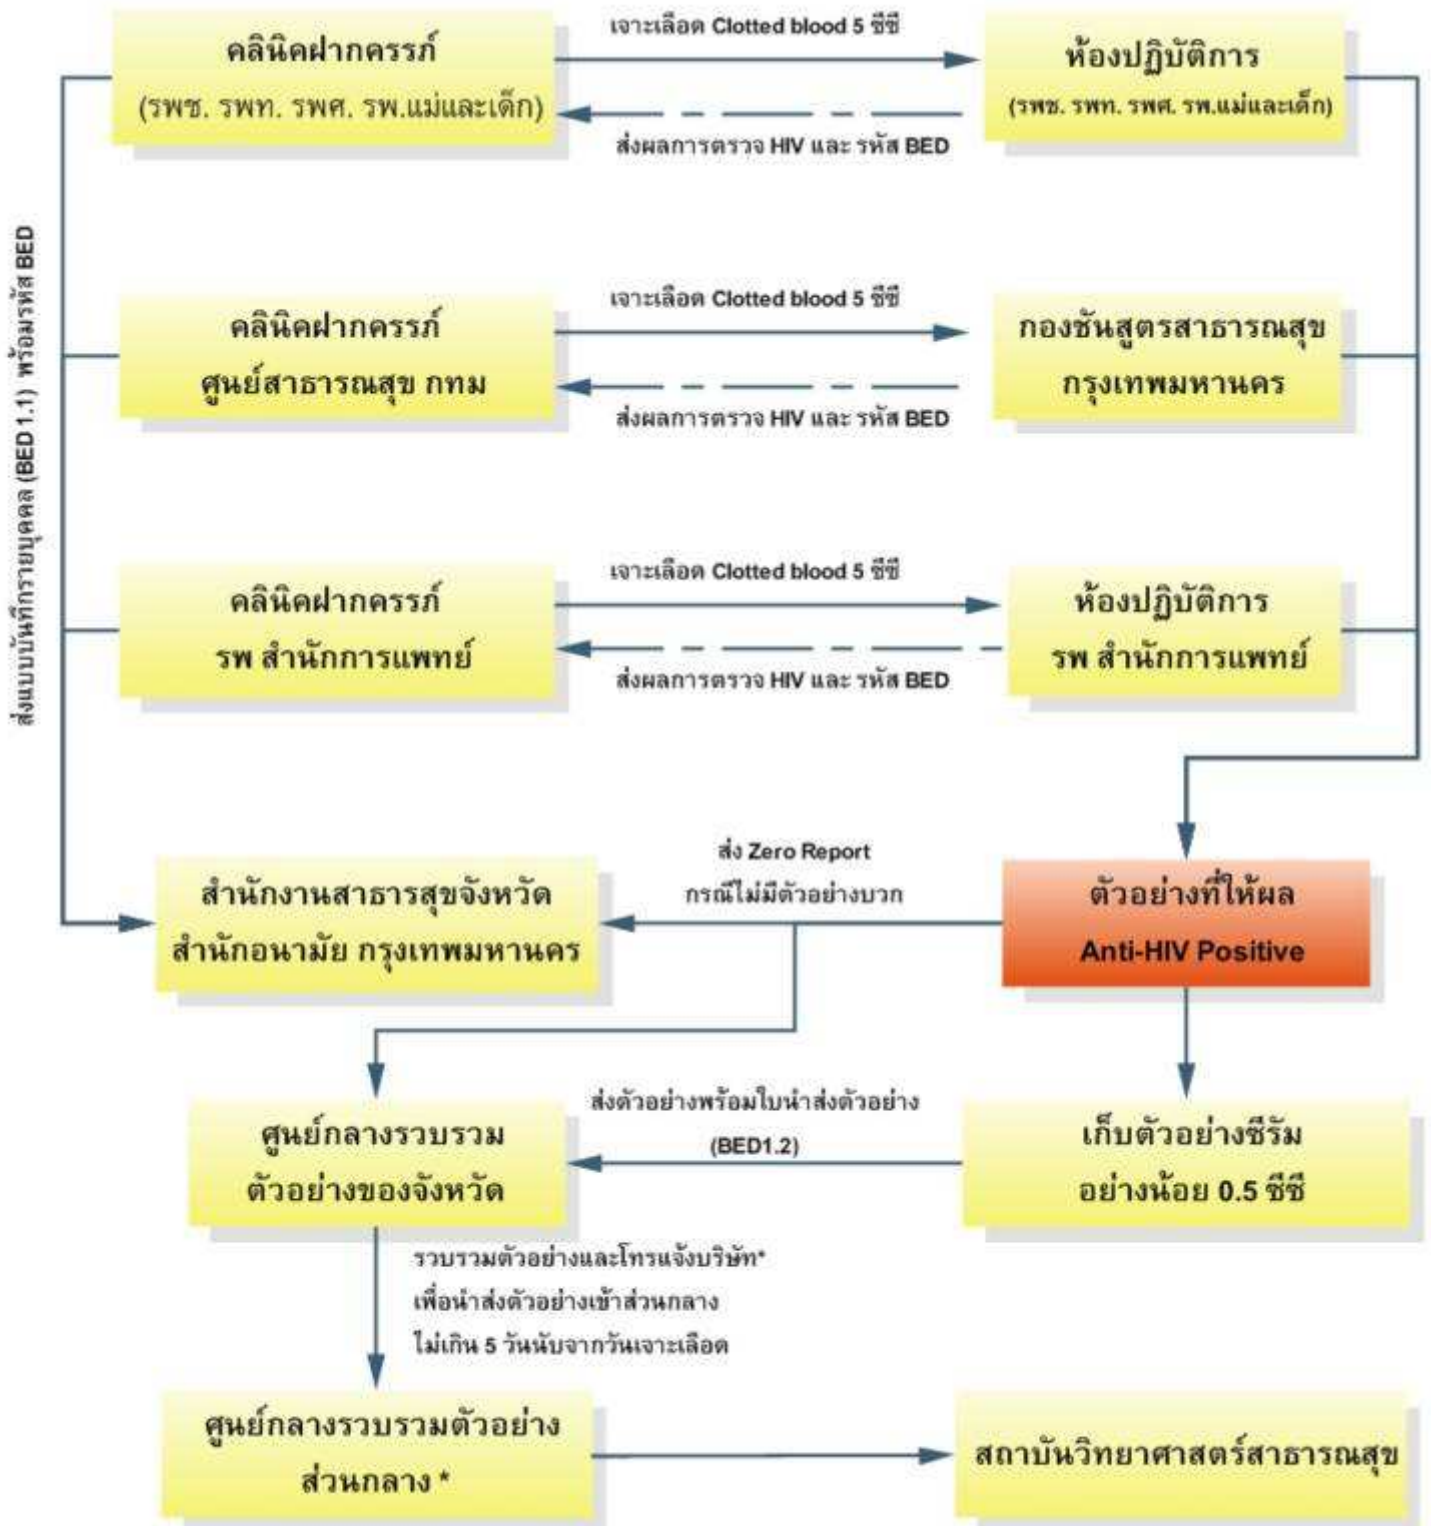 คลินิคฝากครรภ์
(รพช. รพท. รพศ. รพ.แม่และเด็ก)
เจาะเลือด Clotted blood 5 ซีซี
ส่งผลการตรวจ HIV และ รหัส BED
ห้องปฏิบัติการ
(รพช. รพท. รพศ. รพ.แม่และเด็ก)
ส่งแบบบันทึกรายบุคคล (BED 1.1) พร้อมรหัส BED
คลินิคฝากครรภ์
ศูนย์สาธารณสุข กทม
เจาะเลือด Clotted blood 5 ซีซี
ส่งผลการตรวจ HIV และ รหัส BED
กองชันสูตรสาธารณสุข
กรุงเทพมหานคร
คลินิคฝากครรภ์
รพ สำนักการแพทย์
เจาะเลือด Clotted blood 5 ซีซี
ส่งผลการตรวจ HIV และ รหัส BED
ห้องปฏิบัติการ
รพ สำนักการแพทย์
สำนักงานสาธารสุขจังหวัด
สำนักอนามัย กรุงเทพมหานคร
ส่ง Zero Report
กรณีไม่มีตัวอย่างบวก
ตัวอย่างที่ให้ผล
Anti-HIV Positive
ศูนย์กลางรวบรวม
ตัวอย่างของจังหวัด
ส่งตัวอย่างพร้อมใบนำส่งตัวอย่าง
(BED1.2)
เก็บตัวอย่างซีรัม
อย่างน้อย 0.5 ซีซี
รวบรวมตัวอย่างและโทรแจ้งบริษัท*
เพื่อนำส่งตัวอย่างเข้าส่วนกลาง
ไม่เกิน 5 วันนับจากวันเจาะเลือด
ศูนย์กลางรวบรวมตัวอย่าง
ส่วนกลาง *
สถาบันวิทยาศาสตร์สาธารณสุข